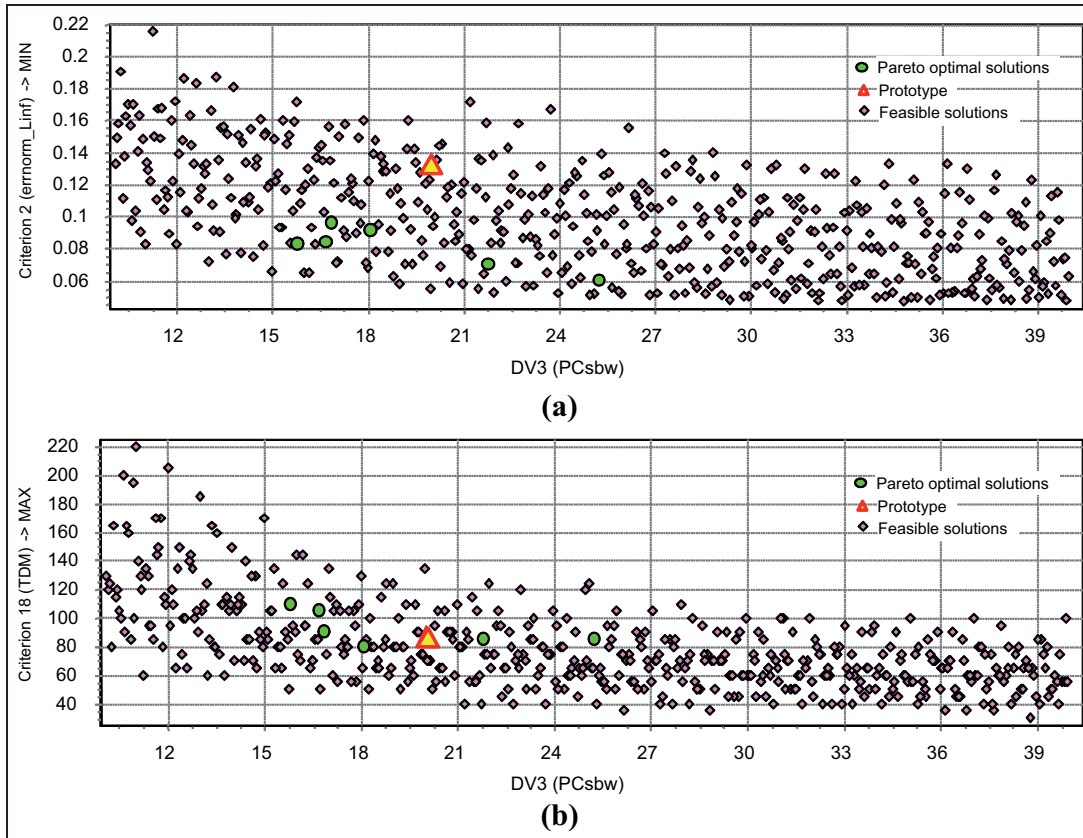 0.22
0.2
0.18
0.16
0.14
0.12
0.1
0.08
0.06
Criterion 2 (errnorm_Linf) -> MIN
Pareto optimal solutions
Prototype
Feasible solutions
12 15 18 21 24 27 30 33 36 39
DV3 (PCsbw)
(a)
220
200
180
160
140
120
100
80
60
40
Criterion 18 (TDM) -> MAX
Pareto optimal solutions
Prototype
Feasible solutions
12 15 18 21 24 27 30 33 36 39
DV3 (PCsbw)
(b)